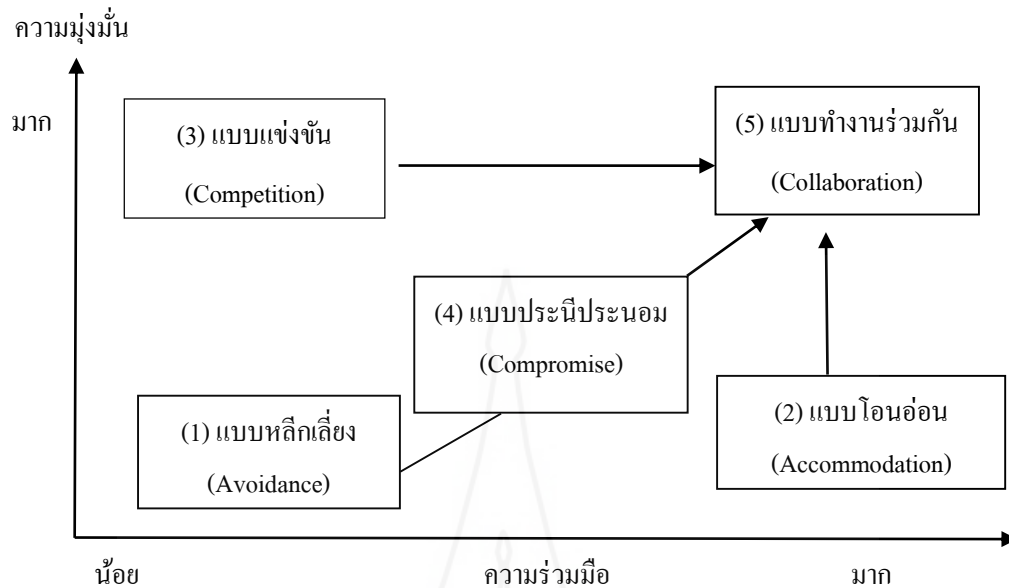 ความมุ่งมั่น
มาก
(3) แบบแข่งขัน
(Competition)
(5) แบบทำงานร่วมกัน
(Collaboration)
(4) แบบประนีประนอม
(Compromise)
(1) แบบหลีกเลี่ยง
(Avoidance)
(2) แบบโอนอ่อน
(Accommodation)
น้อย ความร่วมมือ มาก